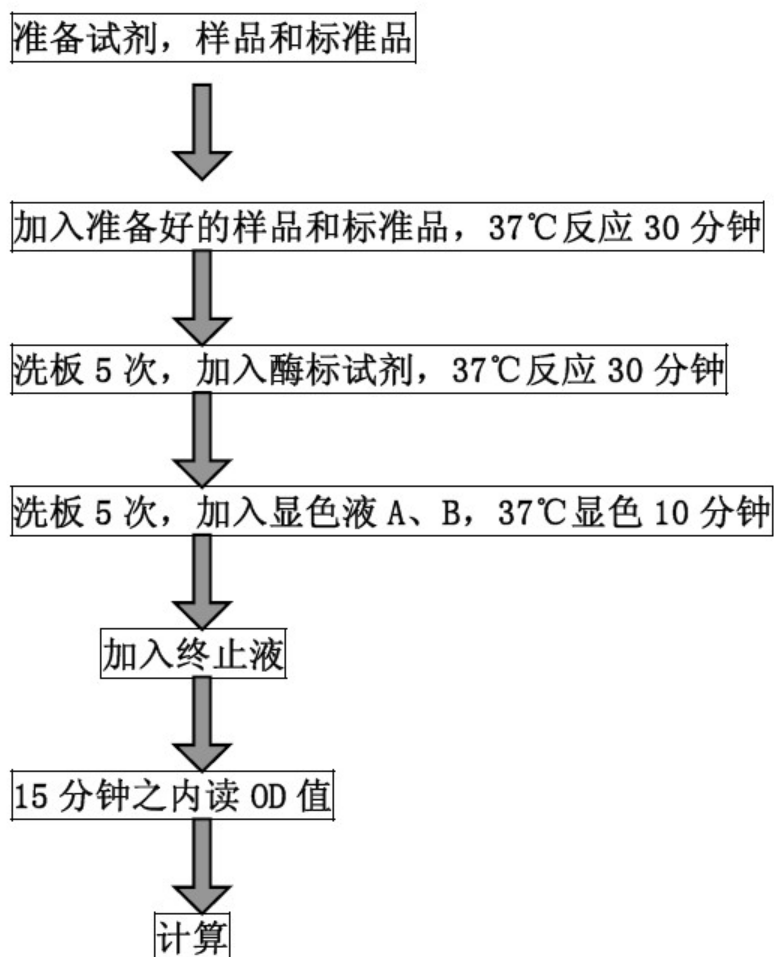 准备试剂，样品和标准品
加入准备好的样品和标准品，37℃反应 30 分钟
洗板 5 次，加入酶标试剂，37℃反应 30 分钟
洗板 5 次，加入显色液 A、B，37℃显色 10 分钟
加入终止液
15 分钟之内读 OD 值
计算